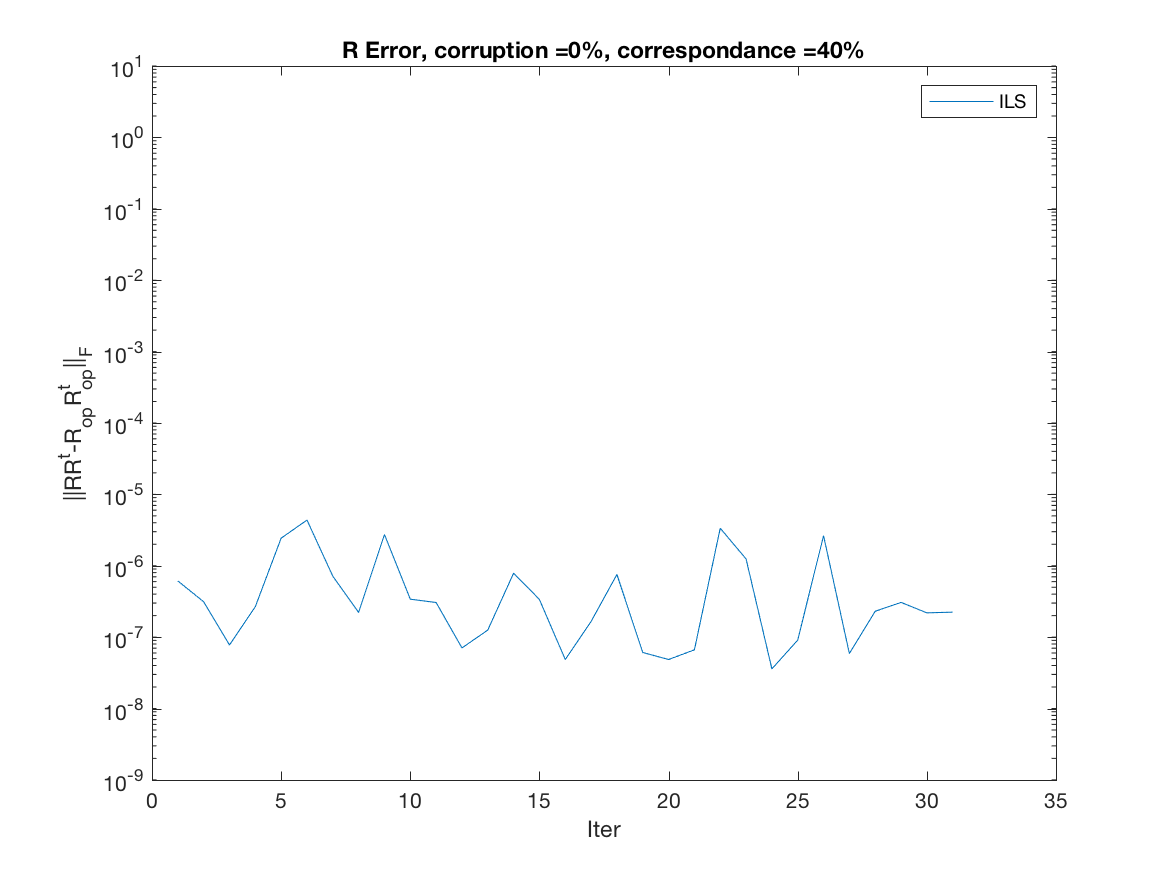 R Error, corruption =0%, correspondance =40%
ILS
10^1
10^0
10^-1
10^-2
10^-3
10^-4
10^-5
10^-6
10^-7
10^-8
10^-9
||RR^t-R_op R_op^t||_F
0 5 10 15 20 25 30 35
Iter